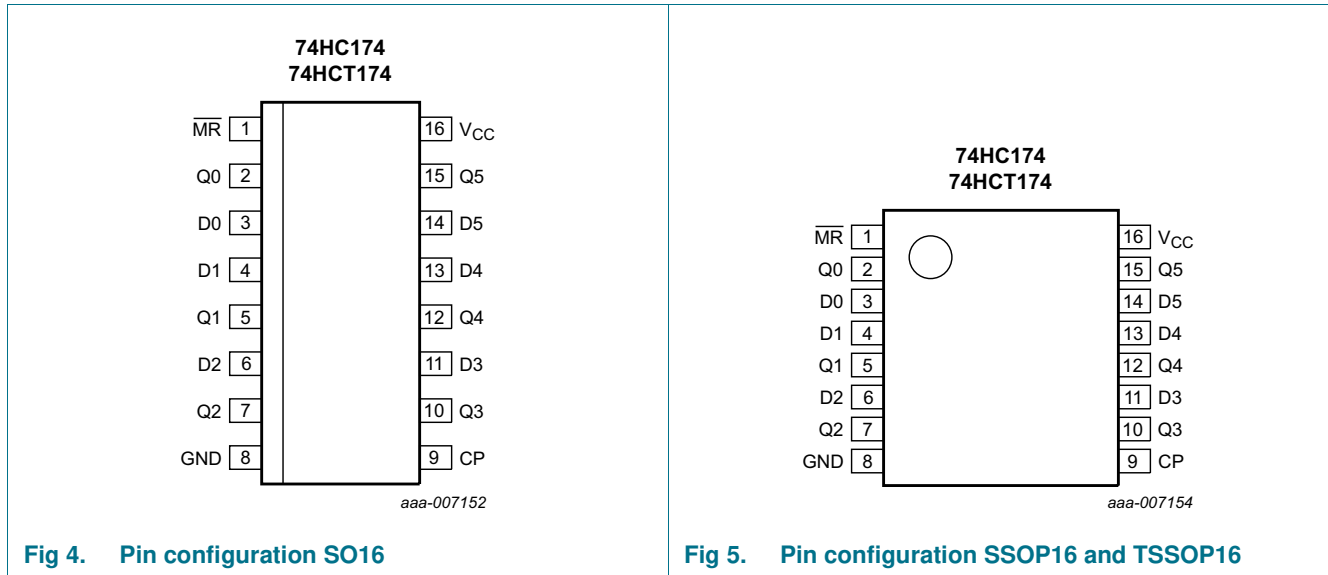 74HC174
74HCT174
MR 1 16 VCC
Q0 2 15 Q5
D0 3 14 D5
D1 4 13 D4
Q1 5 12 Q4
D2 6 11 D3
Q2 7 10 Q3
GND 8 9 CP
aaa-007152
Fig 4. Pin configuration SO16
74HC174
74HCT174
MR 1 16 VCC
Q0 2 15 Q5
D0 3 14 D5
D1 4 13 D4
Q1 5 12 Q4
D2 6 11 D3
Q2 7 10 Q3
GND 8 9 CP
aaa-007154
Fig 5. Pin configuration SSOP16 and TSSOP16